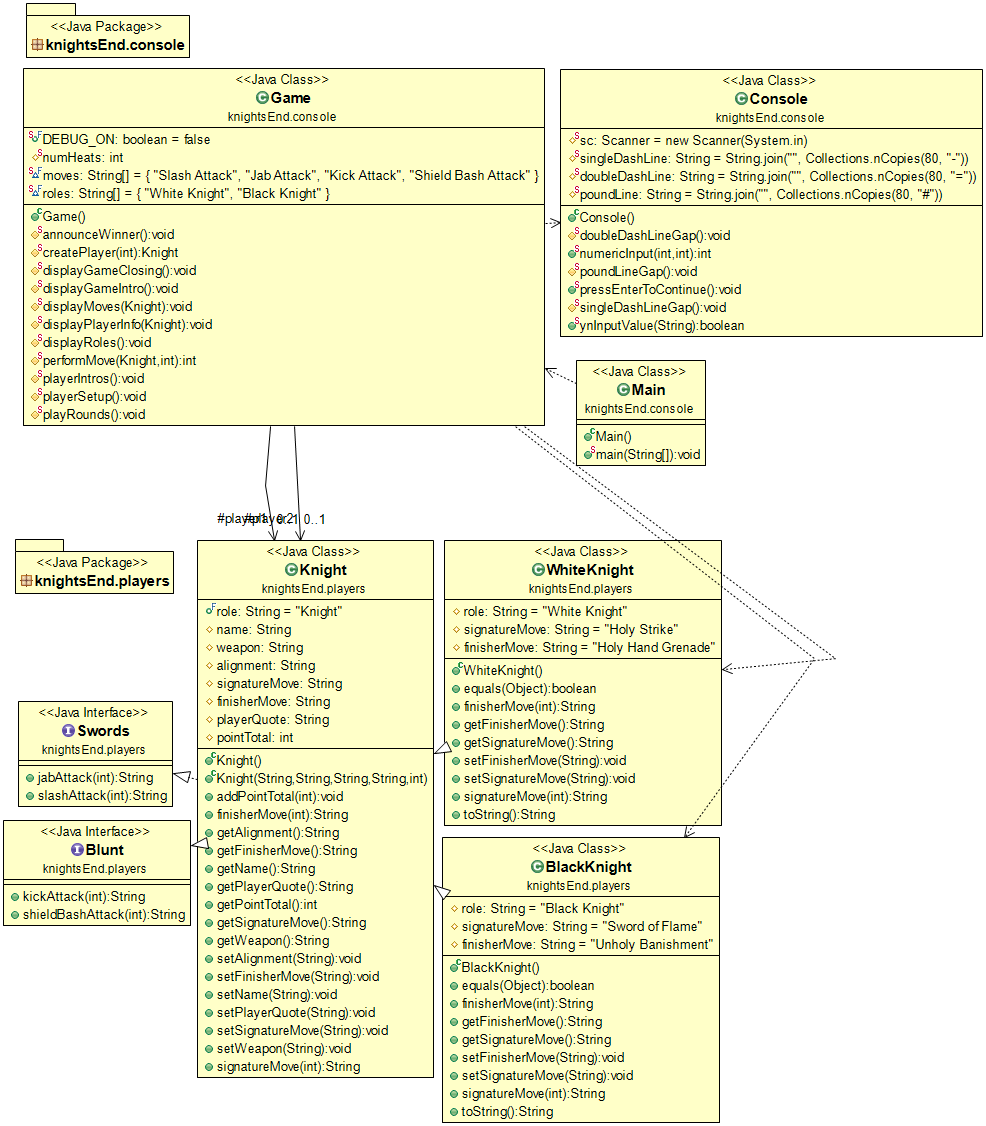 <<Java Package>>
knightsEnd.console
<<Java Class>>
Game
knightsEnd.console
DEBUG_ON: boolean = false
numHeats: int
moves: String[] = { "Slash Attack", "Jab Attack", "Kick Attack", "Shield Bash Attack" }
roles: String[] = { "White Knight", "Black Knight" }
Game()
announceWinner():void
createPlayer(int):Knight
displayGameClosing():void
displayGameIntro():void
displayMoves(Knight):void
displayPlayerInfo(Knight):void
displayRoles():void
performMove(Knight,int):int
playerIntros():void
playerSetup():void
playRounds():void
<<Java Class>>
Console
knightsEnd.console
sc: Scanner = new Scanner(System.in)
singleDashLine: String = String.join("", Collections.nCopies(80, "-"))
doubleDashLine: String = String.join("", Collections.nCopies(80, "="))
poundLine: String = String.join("", Collections.nCopies(80, "#"))
Console()
doubleDashLineGap():void
numericInput(int,int):int
poundLineGap():void
pressEnterToContinue():void
singleDashLineGap():void
ynInputValue(String):boolean
<<Java Class>>
Main
knightsEnd.console
Main()
main(String[]):void
0..1
<<Java Package>>
knightsEnd.players
<<Java Class>>
Knight
knightsEnd.players
role: String = "Knight"
name: String
weapon: String
alignment: String
signatureMove: String
finisherMove: String
playerQuote: String
pointTotal: int
Knight()
Knight(String,String,String,String,int)
addPointTotal(int):void
finisherMove(int):String
getAlignment():String
getFinisherMove():String
getName():String
getPlayerQuote():String
getPointTotal():int
getSignatureMove():String
getWeapon():String
setAlignment(String):void
setFinisherMove(String):void
setName(String):void
setPlayerQuote(String):void
setSignatureMove(String):void
setWeapon(String):void
signatureMove(int):String
<<Java Class>>
WhiteKnight
knightsEnd.players
role: String = "White Knight"
signatureMove: String = "Holy Strike"
finisherMove: String = "Holy Hand Grenade"
WhiteKnight()
equals(Object):boolean
finisherMove(int):String
getFinisherMove():String
getSignatureMove():String
setFinisherMove(String):void
setSignatureMove(String):void
signatureMove(int):String
toString():String
<<Java Interface>>
Swords
knightsEnd.players
jabAttack(int):String
slashAttack(int):String
<<Java Interface>>
Blunt
knightsEnd.players
kickAttack(int):String
shieldBashAttack(int):String
<<Java Class>>
BlackKnight
knightsEnd.players
role: String = "Black Knight"
signatureMove: String = "Sword of Flame"
finisherMove: String = "Unholy Banishment"
BlackKnight()
equals(Object):boolean
finisherMove(int):String
getFinisherMove():String
getSignatureMove():String
setFinisherMove(String):void
setSignatureMove(String):void
signatureMove(int):String
toString():String